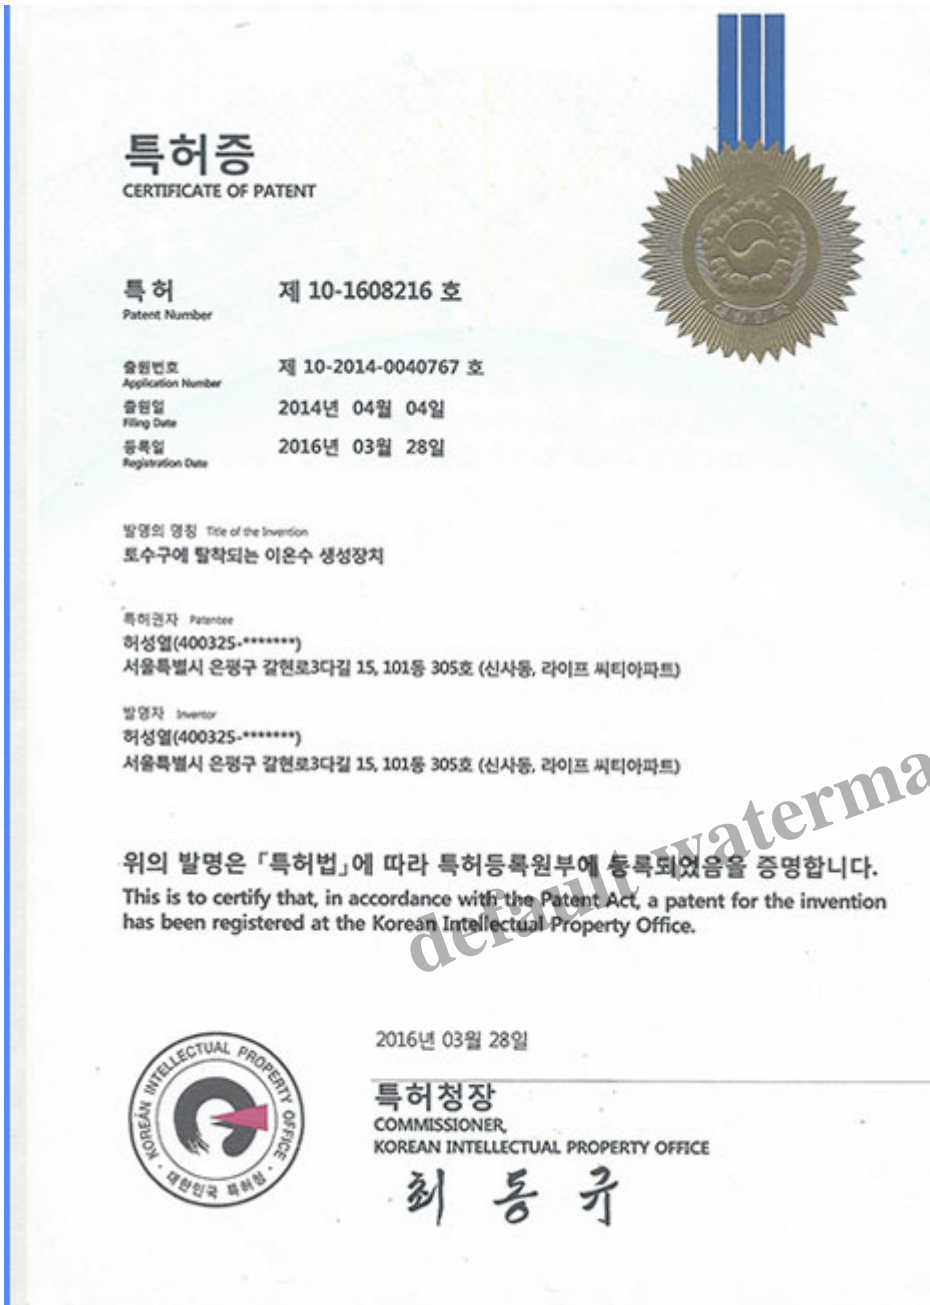 특허증
CERTIFICATE OF PATENT
특 허 제 10-1608216 호
Patent Number
출원번호 제 10-2014-0040767 호
Application Number
출원일 2014년 04월 04일
Filing Date
등록일 2016년 03월 28일
Registration Date
발명의 명칭 Title of the Invention
토수구에 탈착되는 이온수 생성장치
특허권자 Patentee
허성열(400325-*******)
서울특별시 은평구 갈현로3다길 15, 101동 305호 (신사동, 라이프 씨티아파트)
발명자 Inventor
허성열(400325-*******)
서울특별시 은평구 갈현로3다길 15, 101동 305호 (신사동, 라이프 씨티아파트)
위의 발명은 「특허법」에 따라 특허등록원부에 등록되었음을 증명합니다.
This is to certify that, in accordance with the Patent Act, a patent for the invention
has been registered at the Korean Intellectual Property Office.
default waterma
2016년 03월 28일
특허청장
COMMISSIONER,
KOREAN INTELLECTUAL PROPERTY OFFICE
최 동 규
KOREAN INTELLECTUAL PROPERTY OFFICE
대한민국 특허청